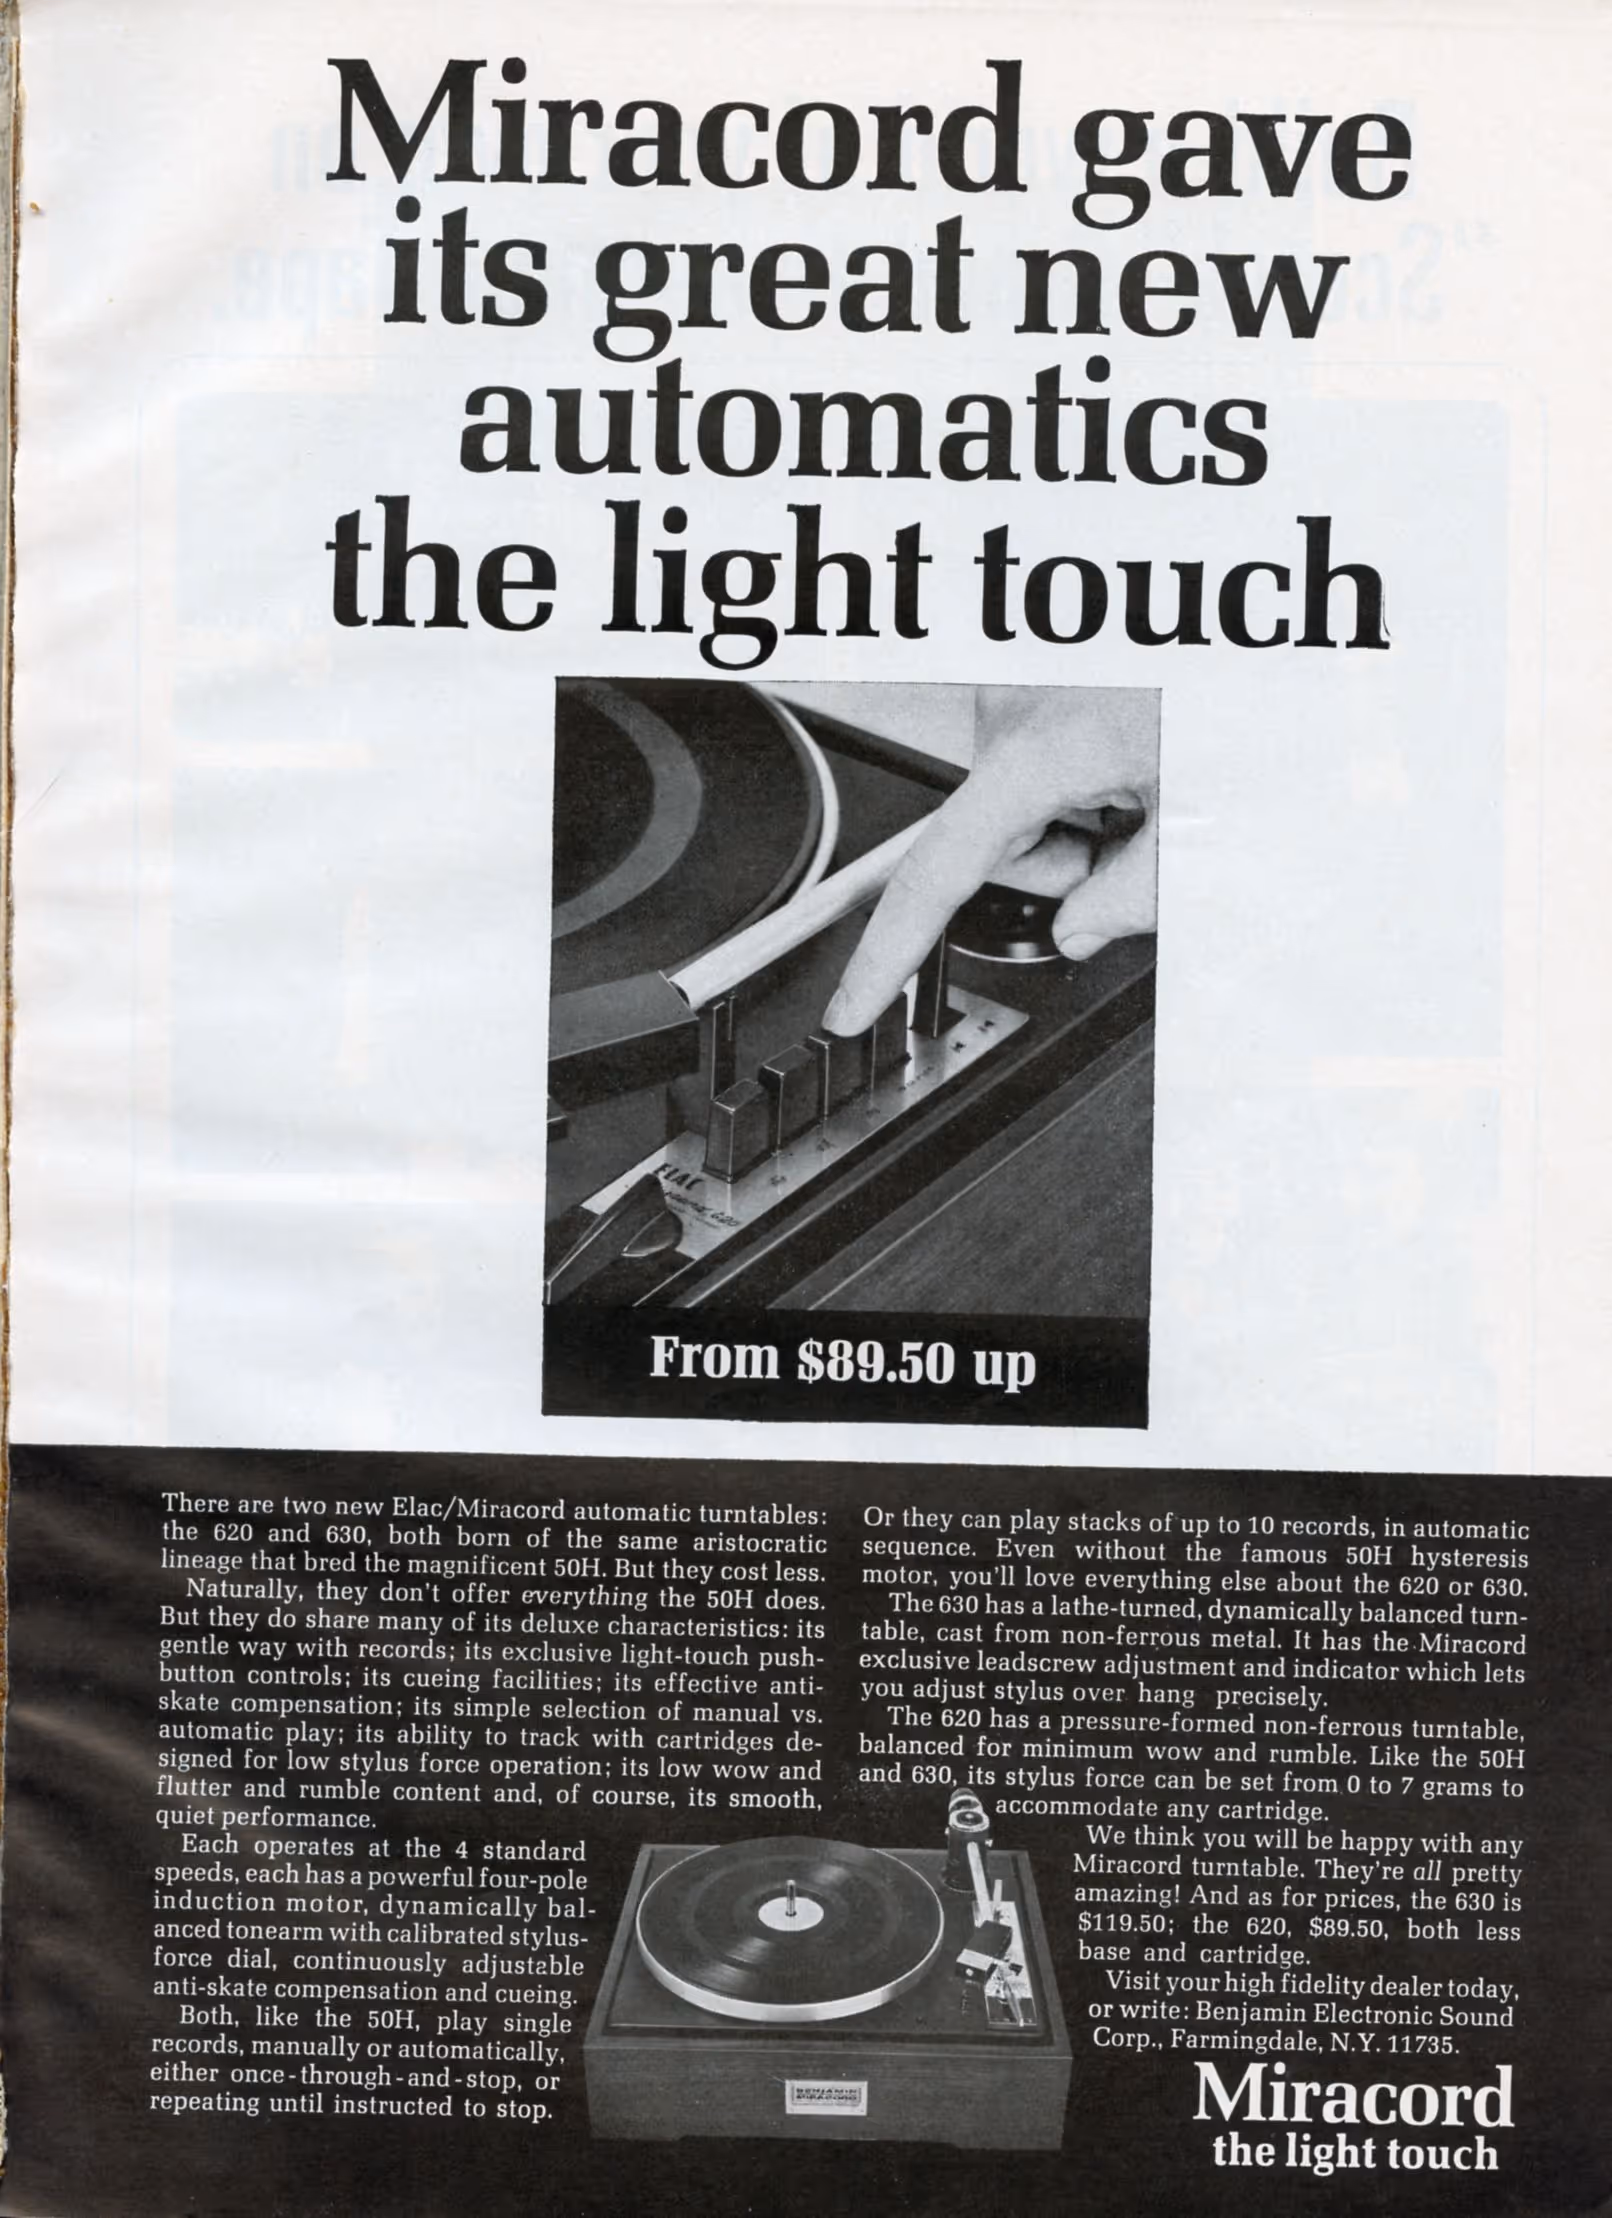 Miracord gave
its great new
automatics
the light touch
ELAC
From $89.50 up
There are two new Elac/Miracord automatic turntables:
the 620 and 630, both born of the same aristocratic
lineage that bred the magnificent 50H. But they cost less.
Naturally, they don't offer everything the 50H does.
But they do share many of its deluxe characteristics: its
gentle way with records; its exclusive light-touch push-
button controls; its cueing facilities; its effective anti-
skate compensation; its simple selection of manual vs.
automatic play; its ability to track with cartridges de-
signed for low stylus force operation; its low wow and
flutter and rumble content and, of course, its smooth,
quiet performance.
Each operates at the 4 standard
speeds, each has a powerful four-pole
induction motor, dynamically bal-
anced tonearm with calibrated stylus-
force dial, continuously adjustable
anti-skate compensation and cueing.
Both, like the 50H, play single
records, manually or automatically,
either once-through-and-stop, or
repeating until instructed to stop.
Or they can play stacks of up to 10 records, in automatic
sequence. Even without the famous 50H hysteresis
motor, you'll love everything else about the 620 or 630.
The 630 has a lathe-turned, dynamically balanced turn-
table, cast from non-ferrous metal. It has the Miracord
exclusive leadscrew adjustment and indicator which lets
you adjust stylus over hang precisely.
The 620 has a pressure-formed non-ferrous turntable,
balanced for minimum wow and rumble. Like the 50H
and 630, its stylus force can be set from 0 to 7 grams to
accommodate any cartridge.
We think you will be happy with any
Miracord turntable. They're all pretty
amazing! And as for prices, the 630 is
$119.50; the 620, $89.50, both less
base and cartridge.
Visit your high fidelity dealer today,
or write: Benjamin Electronic Sound
Corp., Farmingdale, N.Y. 11735.
BENJAMIN
MIRACORD
Miracord
the light touch